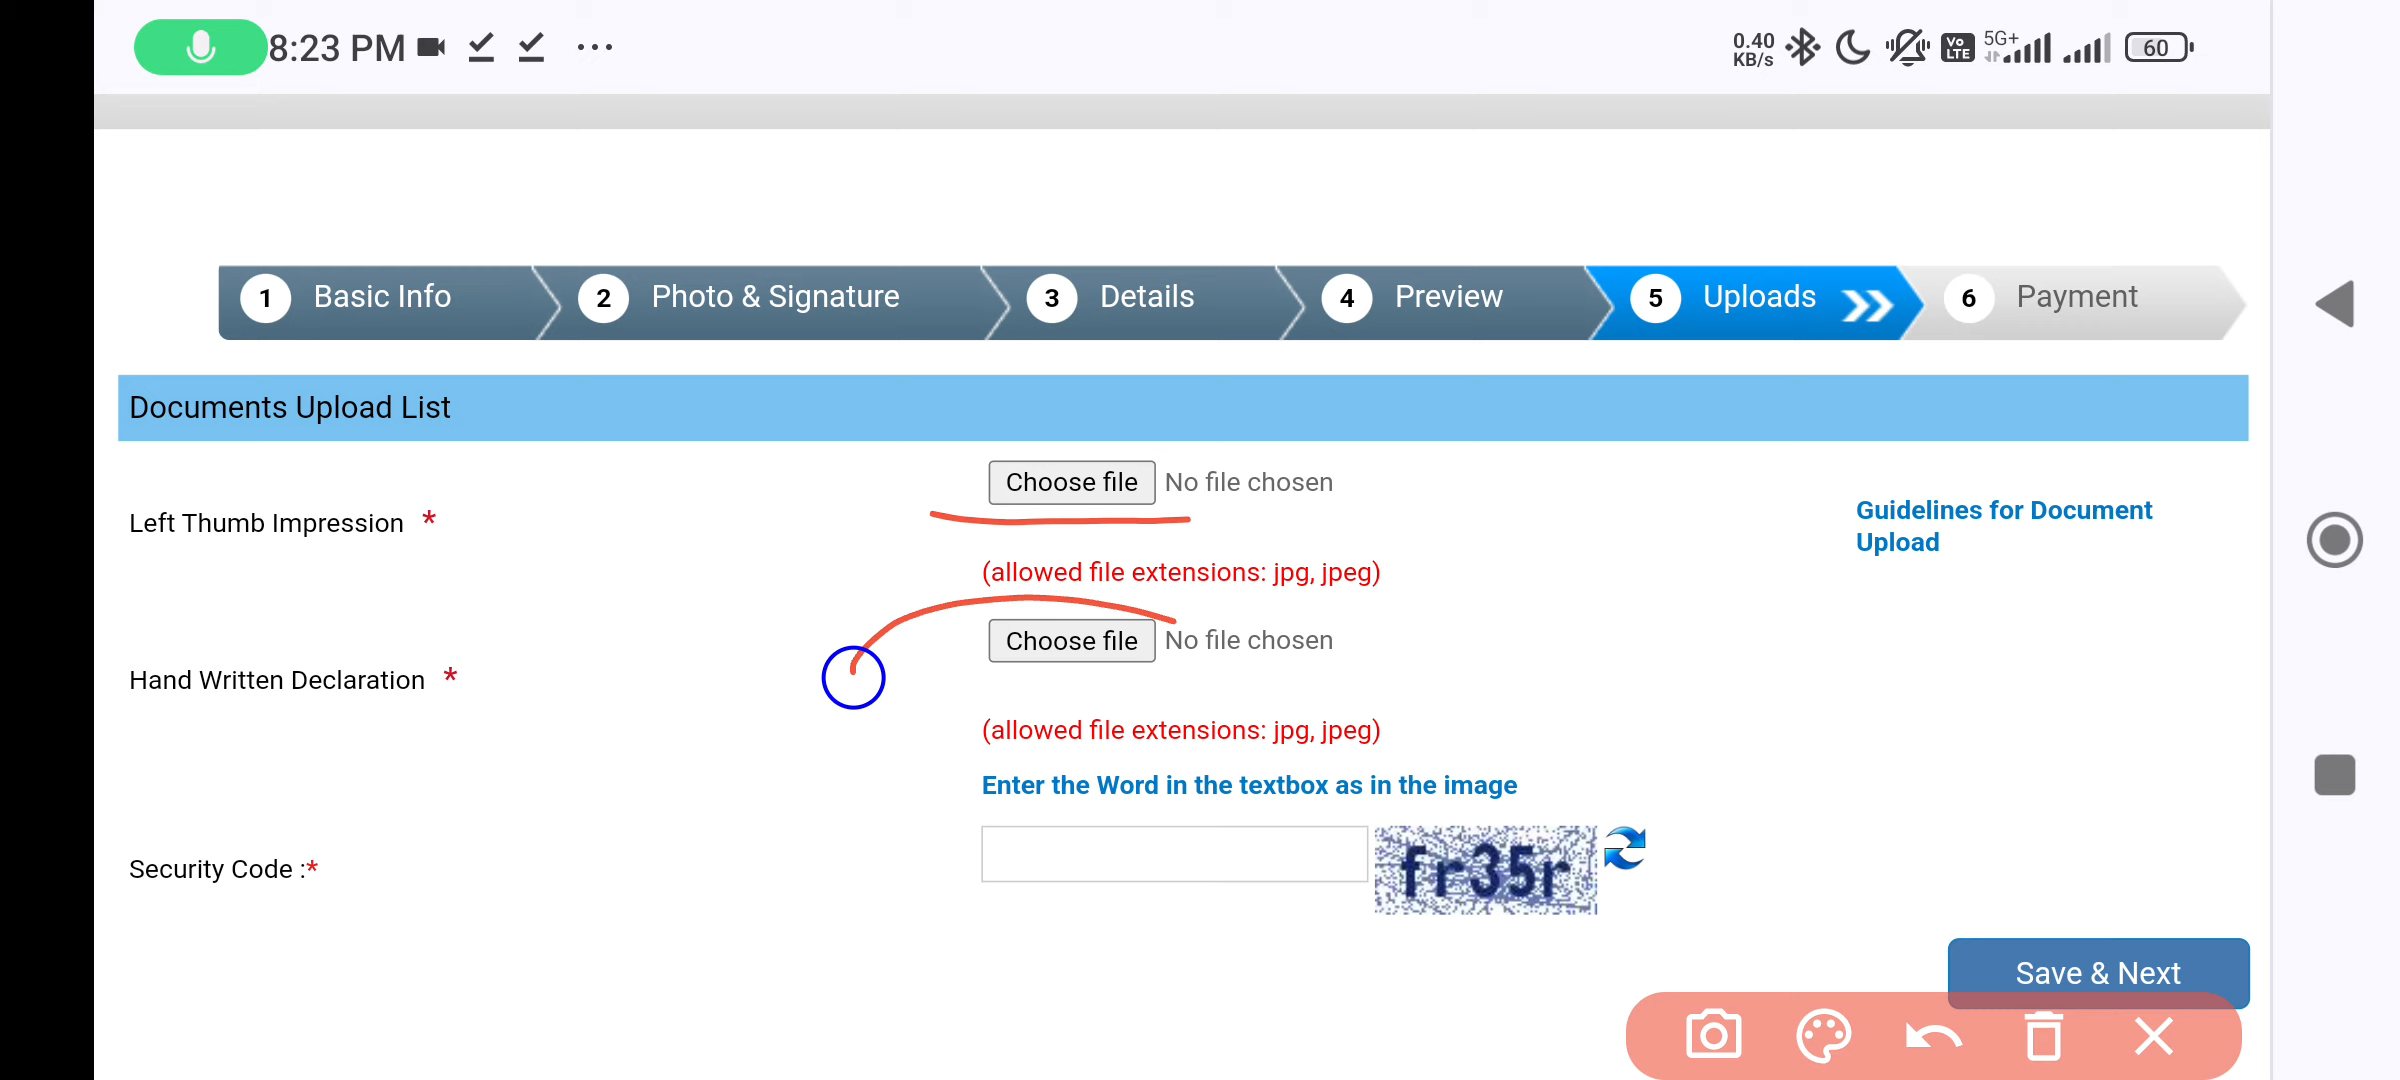 8:23 PM
0.40 KB/s
Vo LTE
5G+
60
1 Basic Info
2 Photo & Signature
3 Details
4 Preview
5 Uploads
6 Payment
Documents Upload List
Choose file No file chosen
Left Thumb Impression *
Guidelines for Document
Upload
(allowed file extensions: jpg, jpeg)
Choose file No file chosen
Hand Written Declaration *
(allowed file extensions: jpg, jpeg)
Enter the Word in the textbox as in the image
Security Code :*
fr35r
Save & Next